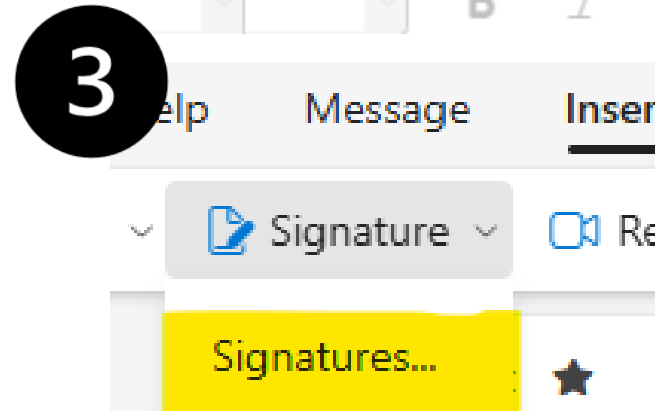 B I
3
elp Message Inser
Signature Re
Signatures...